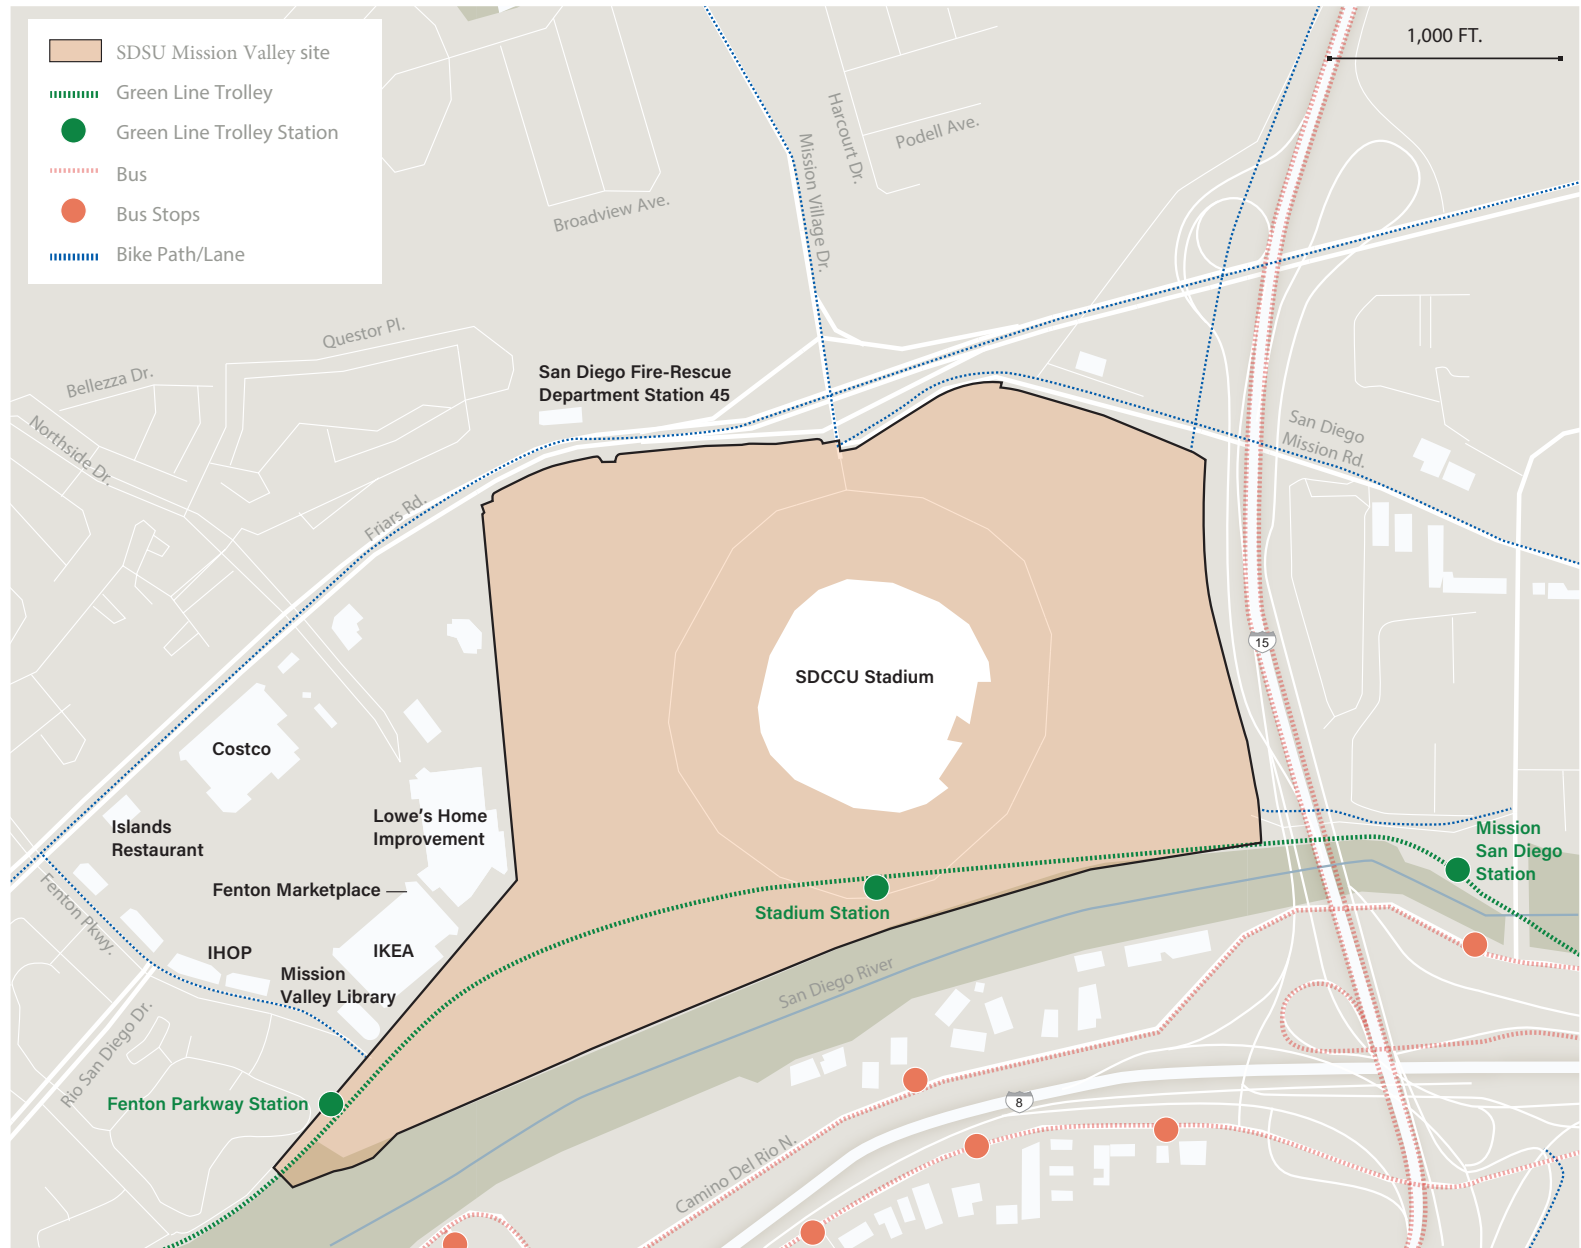 SDSU Mission Valley site
Green Line Trolley
Green Line Trolley Station
Bus
Bus Stops
Bike Path/Lane
1,000 FT.
Harcourt Dr.
Podell Ave.
Mission Village Dr.
Broadview Ave.
Questor Pl.
Bellezza Dr.
Northside Dr.
Friars Rd.
San Diego Fire-Rescue
Department Station 45
San Diego
Mission Rd.
15
SDCCU Stadium
Costco
Islands
Restaurant
Lowe's Home
Improvement
Fenton Marketplace
Fenton Pkwy.
IHOP
IKEA
Mission
Valley Library
Stadium Station
Mission
San Diego
Station
San Diego River
Rio San Diego Dr.
Fenton Parkway Station
8
Camino Del Rio N.